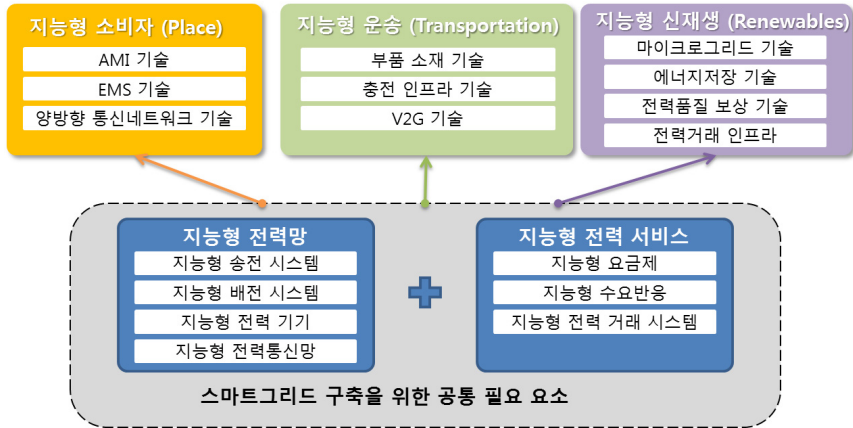 지능형 소비자 (Place)
AMI 기술
EMS 기술
양방향 통신네트워크 기술
지능형 운송 (Transportation)
부품 소재 기술
충전 인프라 기술
V2G 기술
지능형 신재생 (Renewables)
마이크로그리드 기술
에너지저장 기술
전력품질 보상 기술
전력거래 인프라
지능형 전력망
지능형 송전 시스템
지능형 배전 시스템
지능형 전력 기기
지능형 전력통신망
지능형 전력 서비스
지능형 요금제
지능형 수요반응
지능형 전력 거래 시스템
스마트그리드 구축을 위한 공통 필요 요소